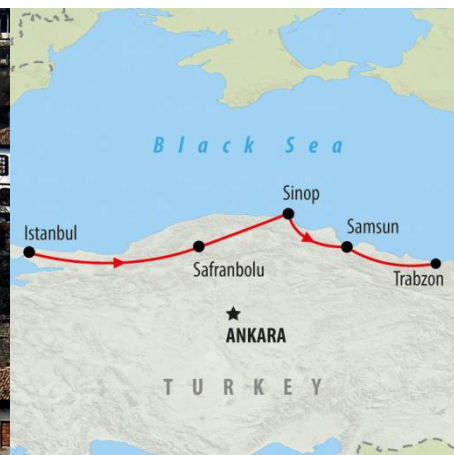 Black Sea
Sinop
Istanbul
Samsun
Safranbolu
Trabzon
ANKARA
TURKEY